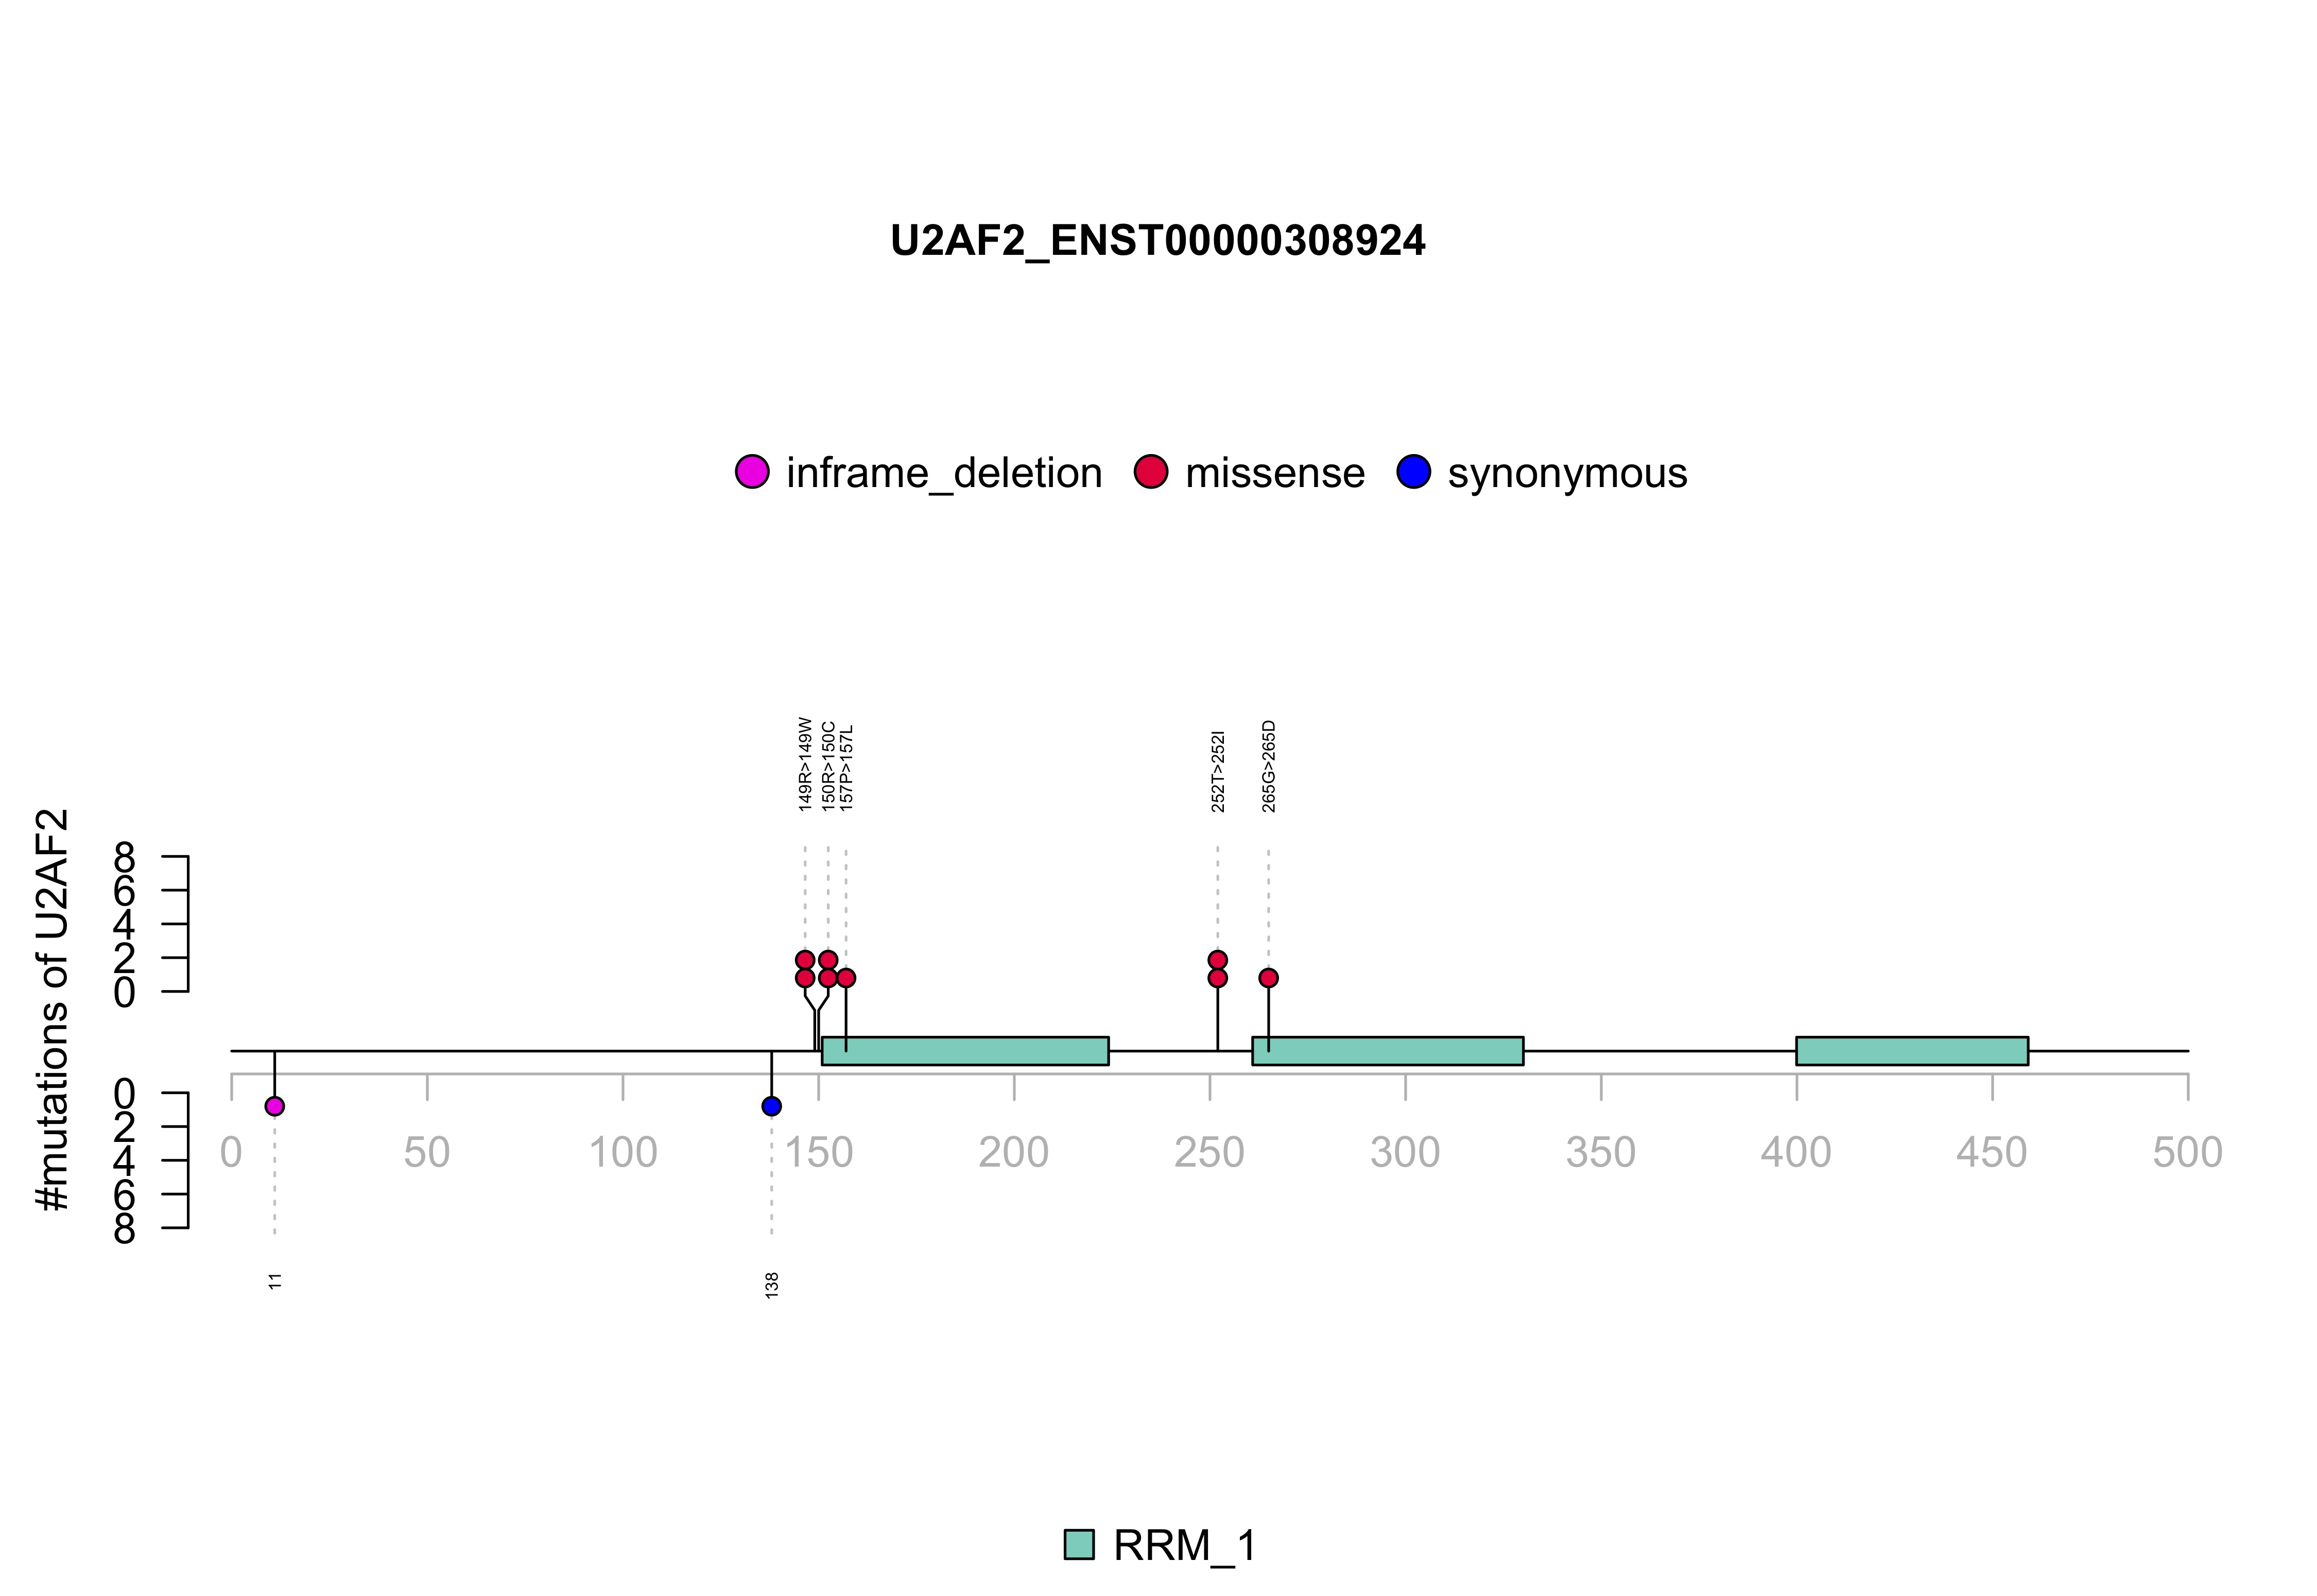 U2AF2_ENST00000308924
inframe_deletion missense synonymous
149R>149W
150R>150C
157P>157L
252T>252I
265G>265D
#mutations of U2AF2
8
6
4
2
0
0
2
4
6
8
0 50 100 150 200 250 300 350 400 450 500
11
138
RRM_1